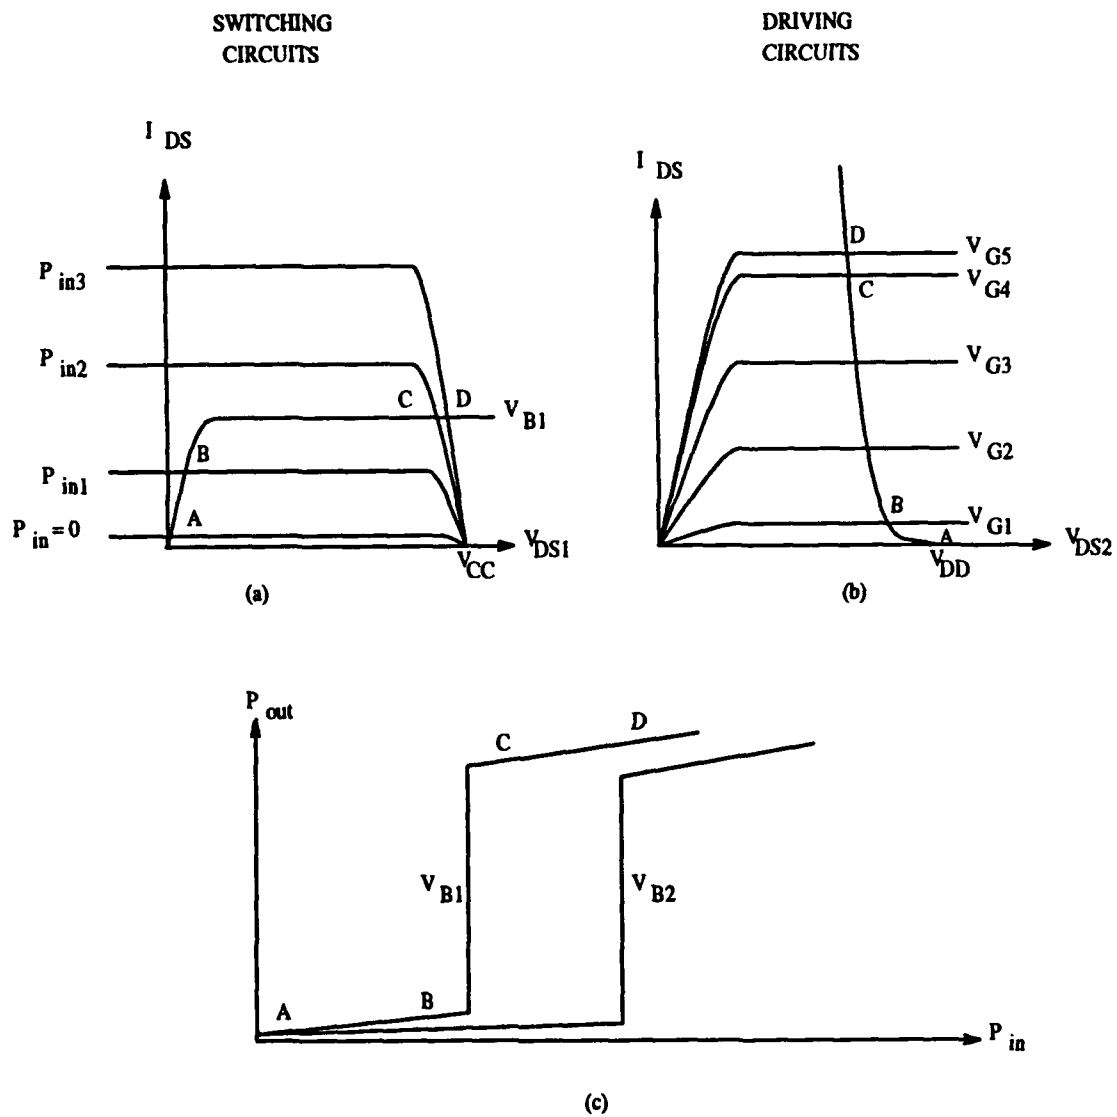 SWITCHING
CIRCUITS
DRIVING
CIRCUITS
I DS
P in3
P in2
C
D
V B1
B
P in1
A
P in = 0
V DS1
V CC
(a)
I DS
D
V G5
C
V G4
V G3
V G2
B
V G1
A
V DS2
V DD
(b)
P out
C
D
V B1
V B2
A
B
P in
(c)